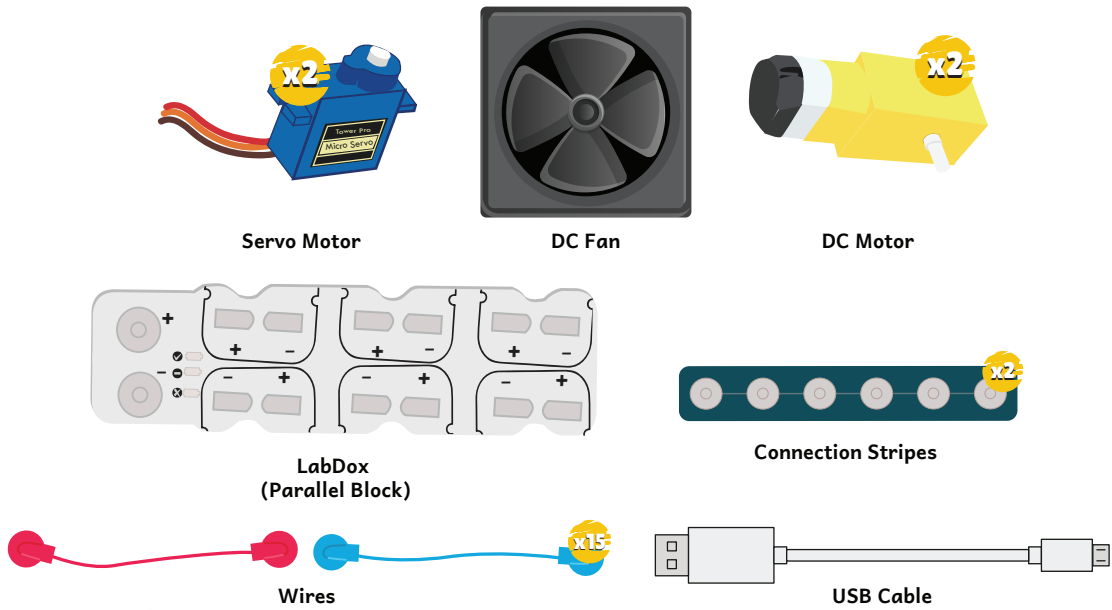 x2
x2
Tower Pro
Micro Servo
Servo Motor
DC Fan
DC Motor
+ − + − + −
− + − + − +
+
−
x2
LabDox
(Parallel Block)
Connection Stripes
x15
Wires
USB Cable